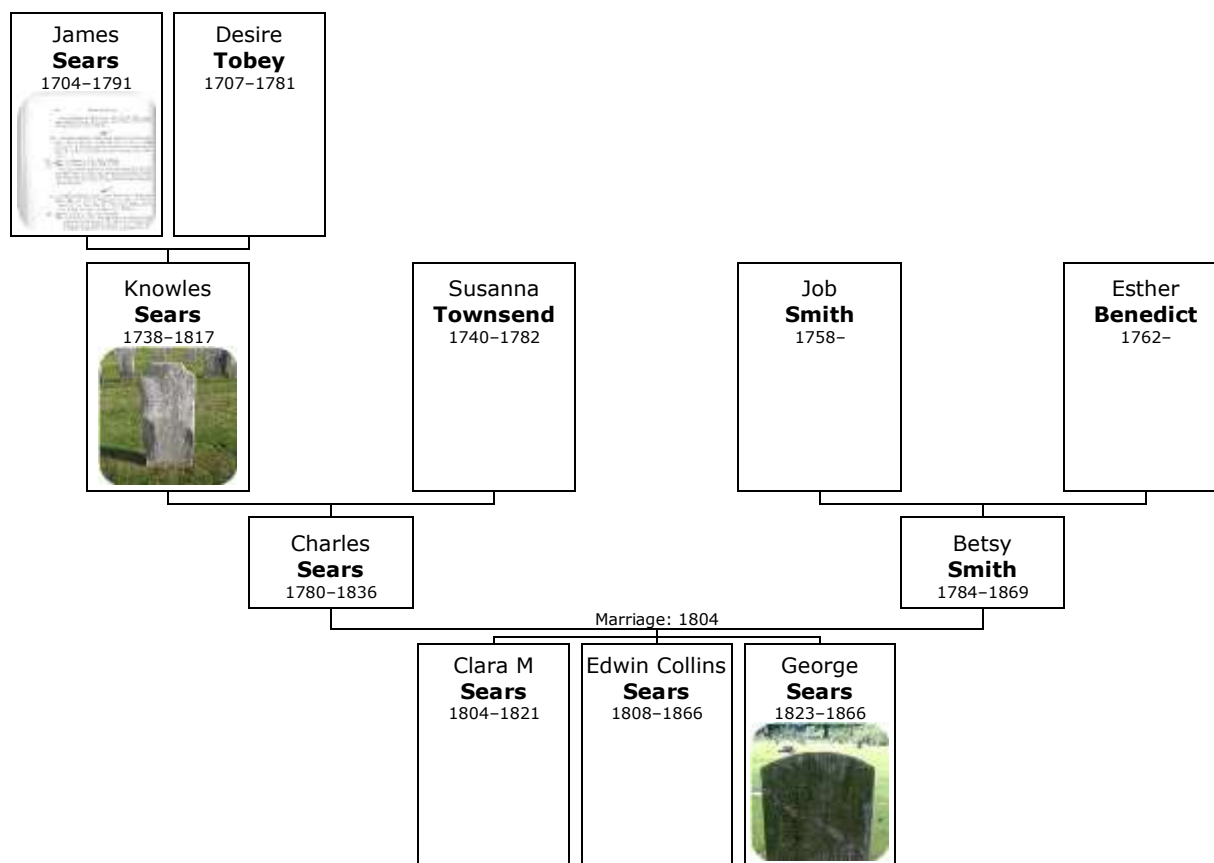 James
Sears
1704–1791
Desire
Tobey
1707–1781
Knowles
Sears
1738–1817
Susanna
Townsend
1740–1782
Job
Smith
1758–
Esther
Benedict
1762–
Charles
Sears
1780–1836
Betsy
Smith
1784–1869
Marriage: 1804
Clara M
Sears
1804–1821
Edwin Collins
Sears
1808–1866
George
Sears
1823–1866